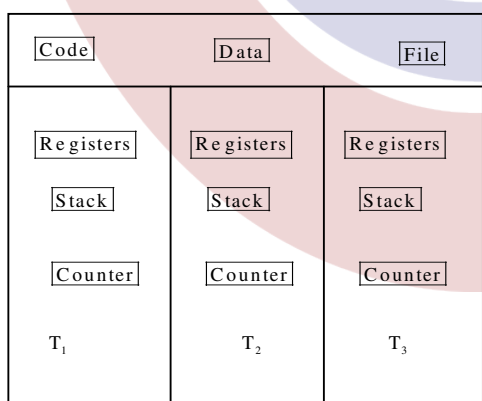 Code Data File
Registers Registers Registers
Stack Stack Stack
Counter Counter Counter
T₁ T₂ T₃